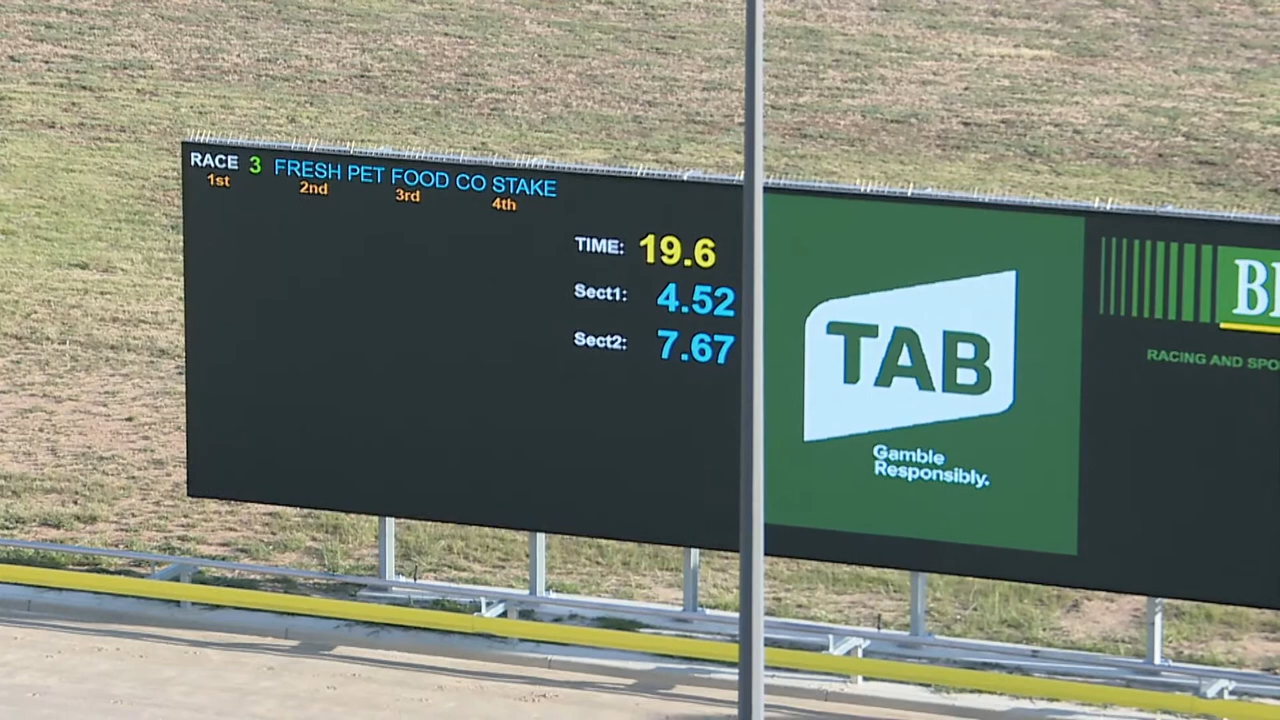 RACE 3 FRESH PET FOOD CO STAKE
1st 2nd 3rd 4th
TIME: 19.6
Sect1: 4.52
Sect2: 7.67
TAB
Gamble
Responsibly.
RACING AND